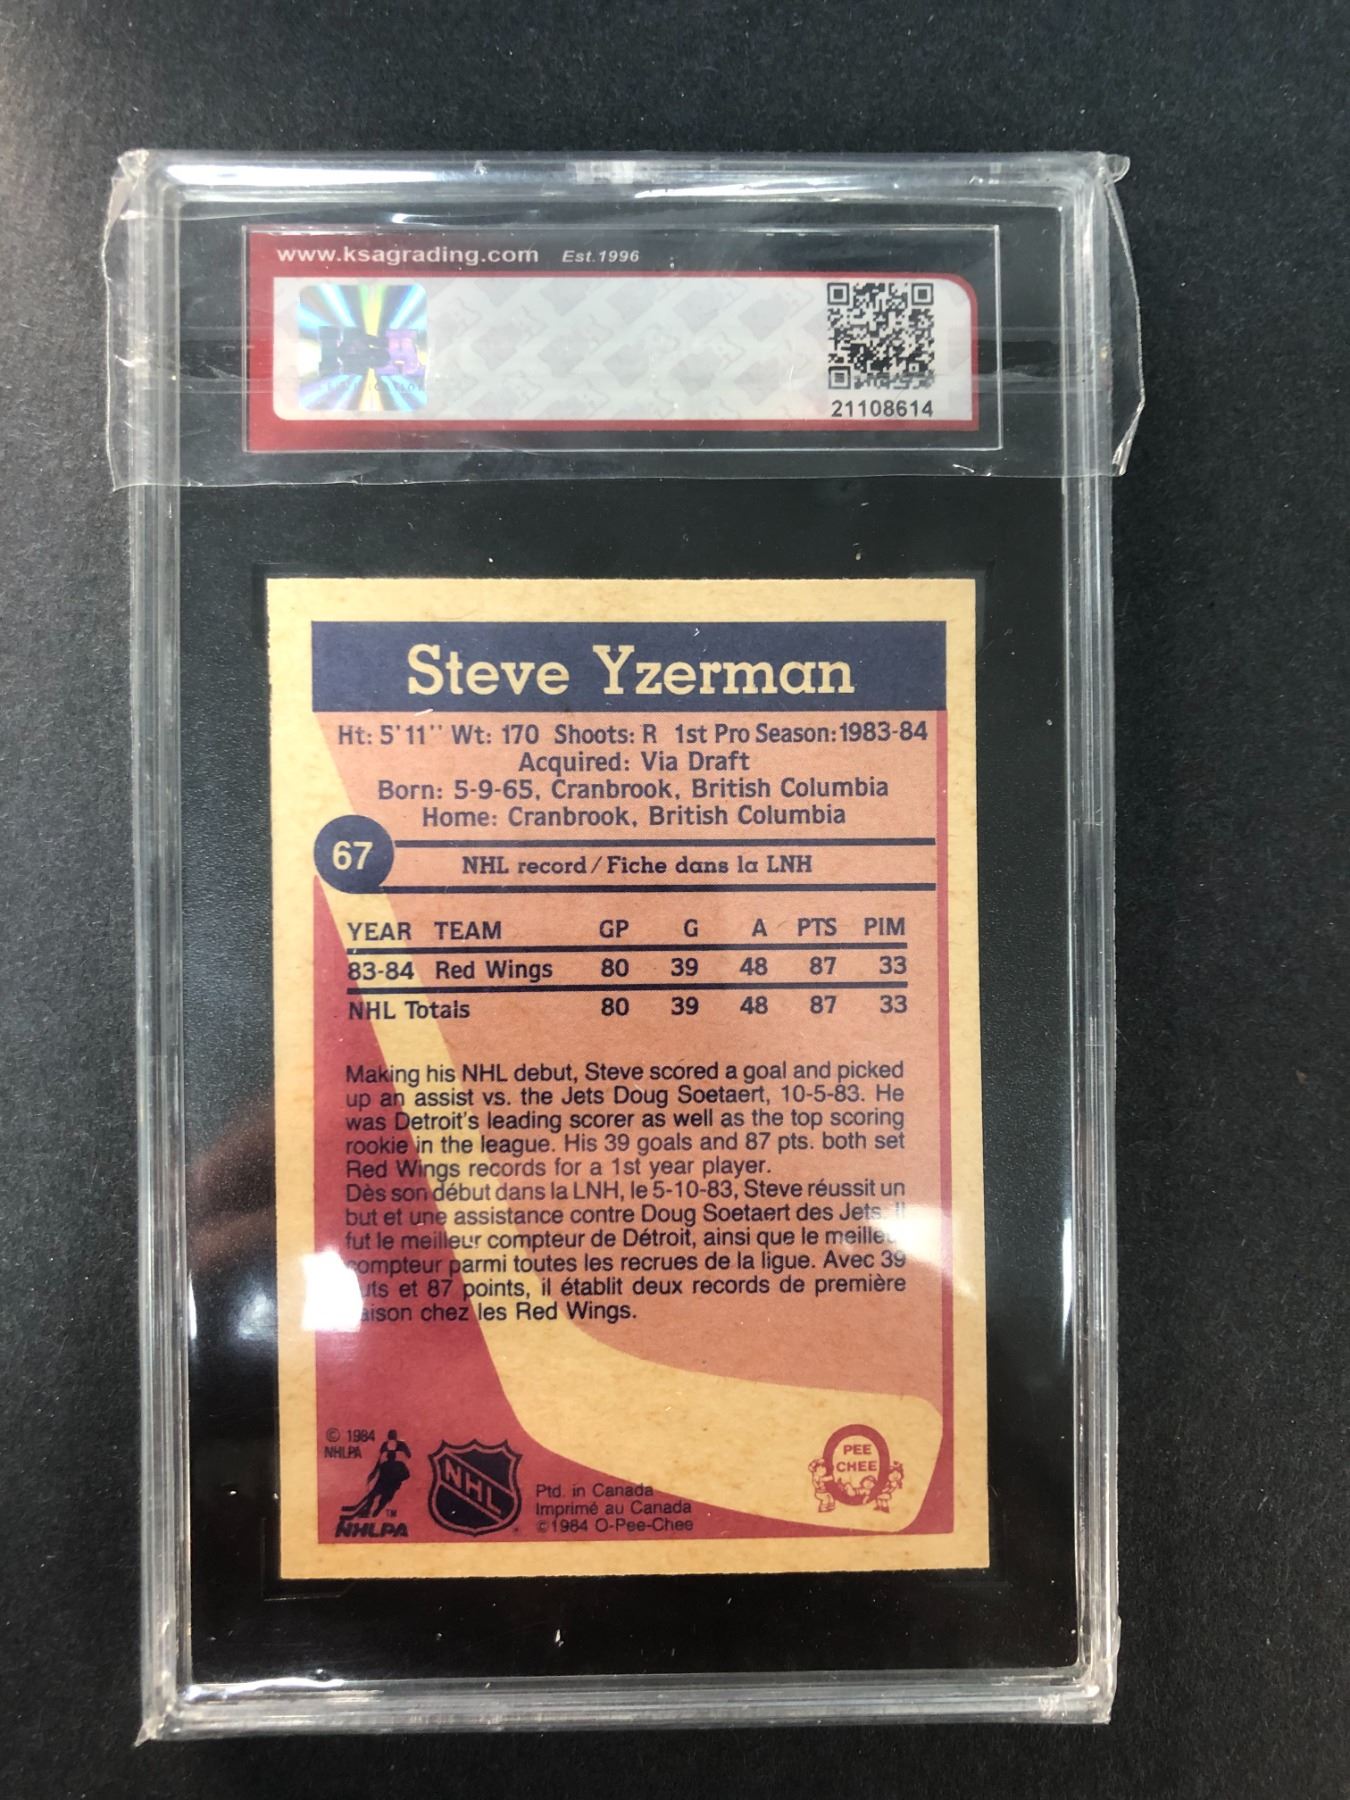 www.ksagrading.com Est.1996
21108614
Steve Yzerman
Ht: 5'11" Wt: 170 Shoots: R 1st Pro Season: 1983-84
Acquired: Via Draft
Born: 5-9-65, Cranbrook, British Columbia
Home: Cranbrook, British Columbia
67
NHL record/Fiche dans la LNH
YEAR TEAM GP G A PTS PIM
83-84 Red Wings 80 39 48 87 33
NHL Totals 80 39 48 87 33
Making his NHL debut, Steve scored a goal and picked
up an assist vs. the Jets Doug Soetaert, 10-5-83. He
was Detroit's leading scorer as well as the top scoring
rookie in the league. His 39 goals and 87 pts. both set
Red Wings records for a 1st year player.
Dès son début dans la LNH, le 5-10-83, Steve réussit un
but et une assistance contre Doug Soetaert des Jets. Il
fut le meilleur compteur de Détroit, ainsi que le meilleur
compteur parmi toutes les recrues de la ligue. Avec 39
buts et 87 points, il établit deux records de première
saison chez les Red Wings.
© 1984
NHLPA
TM
NHLPA
NHL
Ptd. in Canada
Imprimé au Canada
©1984 O-Pee-Chee
PEE
CHEE